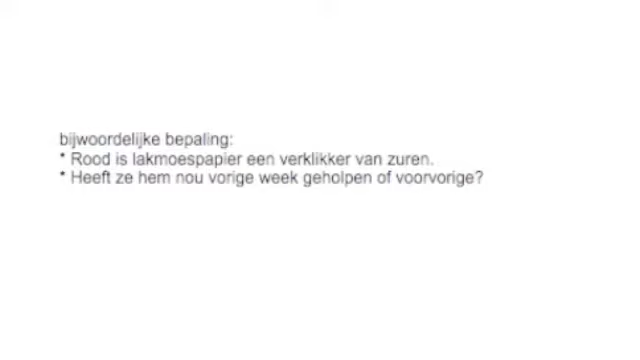 bijwoordelijke bepaling:
* Rood is lakmoespapier een verklikker van zuren.
* Heeft ze hem nou vorige week geholpen of voorvorige?